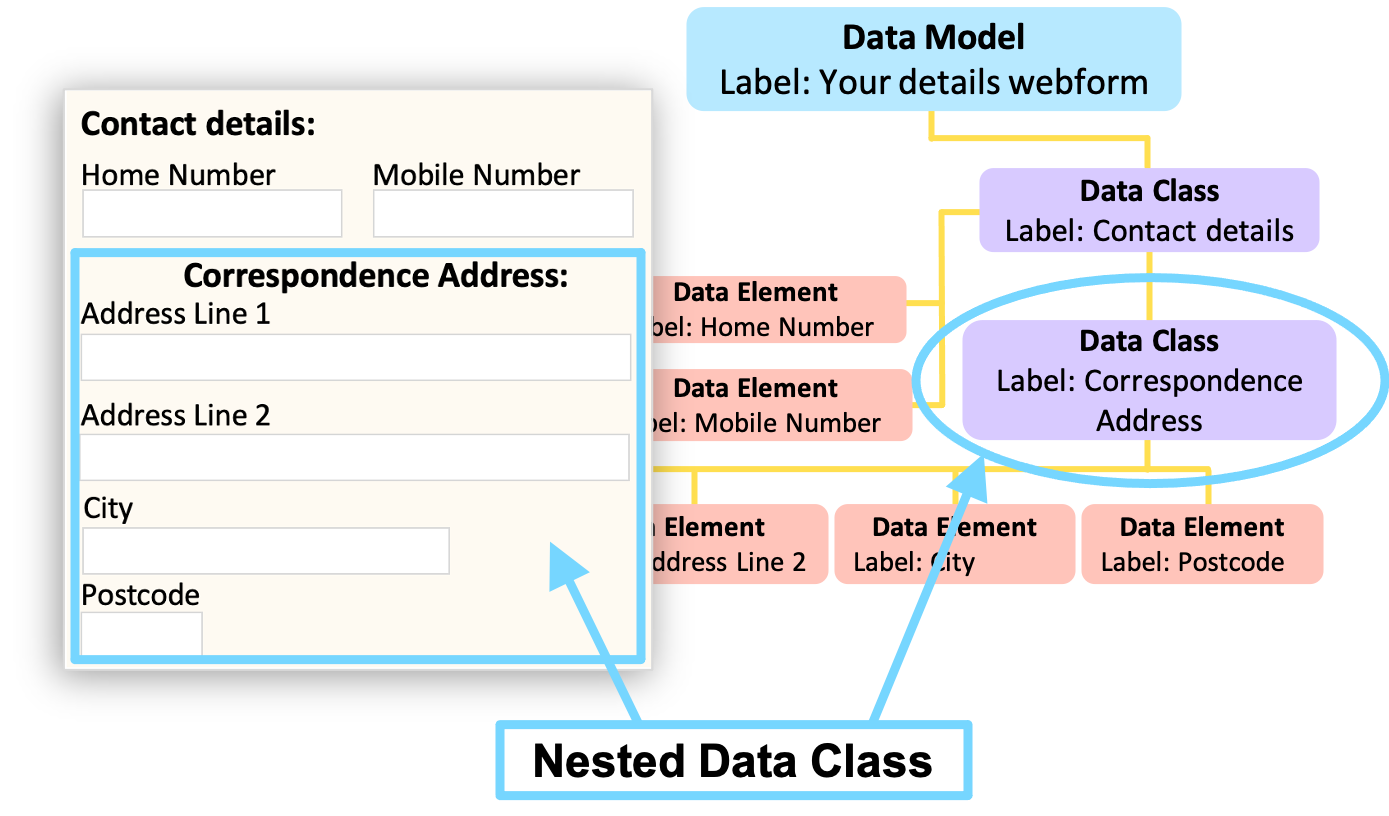 Data Model
Label: Your details webform
Contact details:
Home Number
Mobile Number
Correspondence Address:
Address Line 1
Address Line 2
City
Postcode
Data Class
Label: Contact details
Data Element
bel: Home Number
Data Element
bel: Mobile Number
Data Class
Label: Correspondence
Address
Element
ddress Line 2
Data Element
Label: City
Data Element
Label: Postcode
Nested Data Class